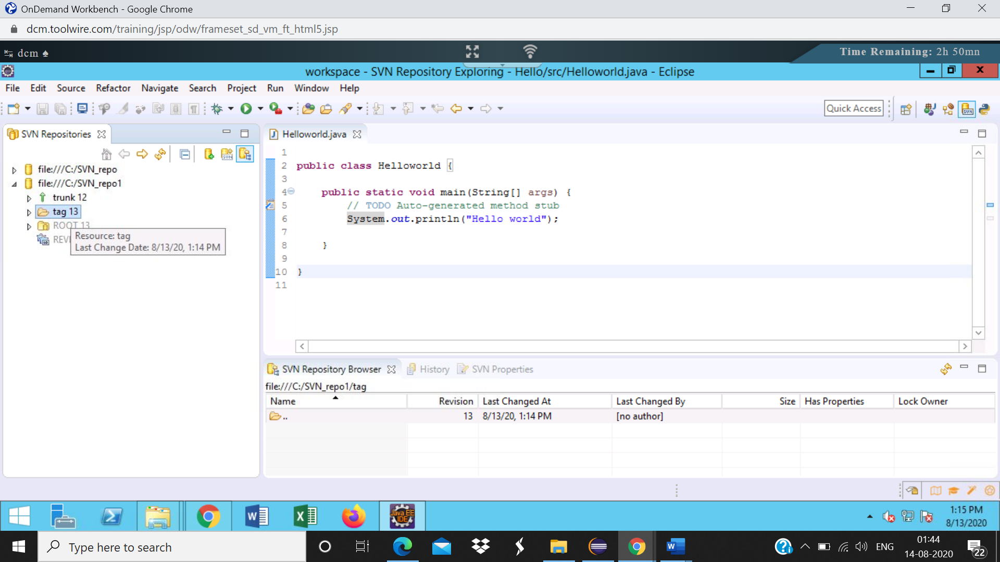 OnDemand Workbench - Google Chrome
dcm.toolwire.com/training/jsp/odw/frameset_sd_vm_ft_html5.jsp
dcm
Time Remaining: 2h 50mn
workspace - SVN Repository Exploring - Hello/src/Helloworld.java - Eclipse
File Edit Source Refactor Navigate Search Project Run Window Help
Quick Access
SVN Repositories
file:///C:/SVN_repo
file:///C:/SVN_repo1
trunk 12
tag 13
ROOT 13
REVI
Resource: tag
Last Change Date: 8/13/20, 1:14 PM
Helloworld.java
1
2 public class Helloworld {
3
4 public static void main(String[] args) {
5 // TODO Auto-generated method stub
6 System.out.println("Hello world");
7
8 }
9
10 }
11
SVN Repository Browser History SVN Properties
file:///C:/SVN_repo1/tag
Name Revision Last Changed At Last Changed By Size Has Properties Lock Owner
.. 13 8/13/20, 1:14 PM [no author]
Java EE
IDE
1:15 PM
8/13/2020
Type here to search
ENG
01:44
14-08-2020
22